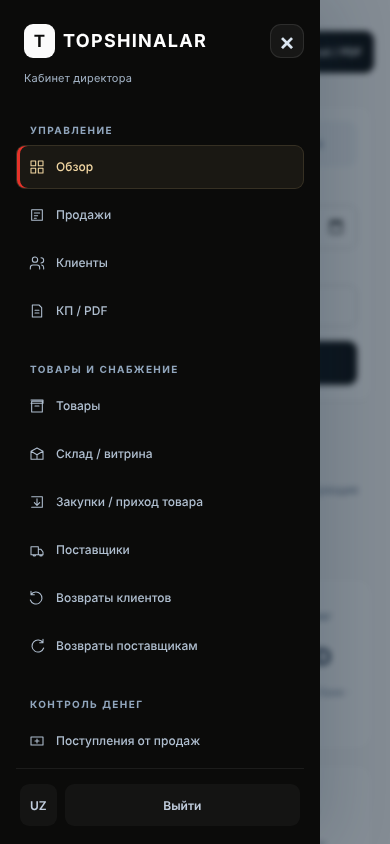 T TOPSHINALAR
Кабинет директора
УПРАВЛЕНИЕ
Обзор
Продажи
Клиенты
КП / PDF
ТОВАРЫ И СНАБЖЕНИЕ
Товары
Склад / витрина
Закупки / приход товара
Поставщики
Возвраты клиентов
Возвраты поставщикам
КОНТРОЛЬ ДЕНЕГ
Поступления от продаж
UZ Выйти